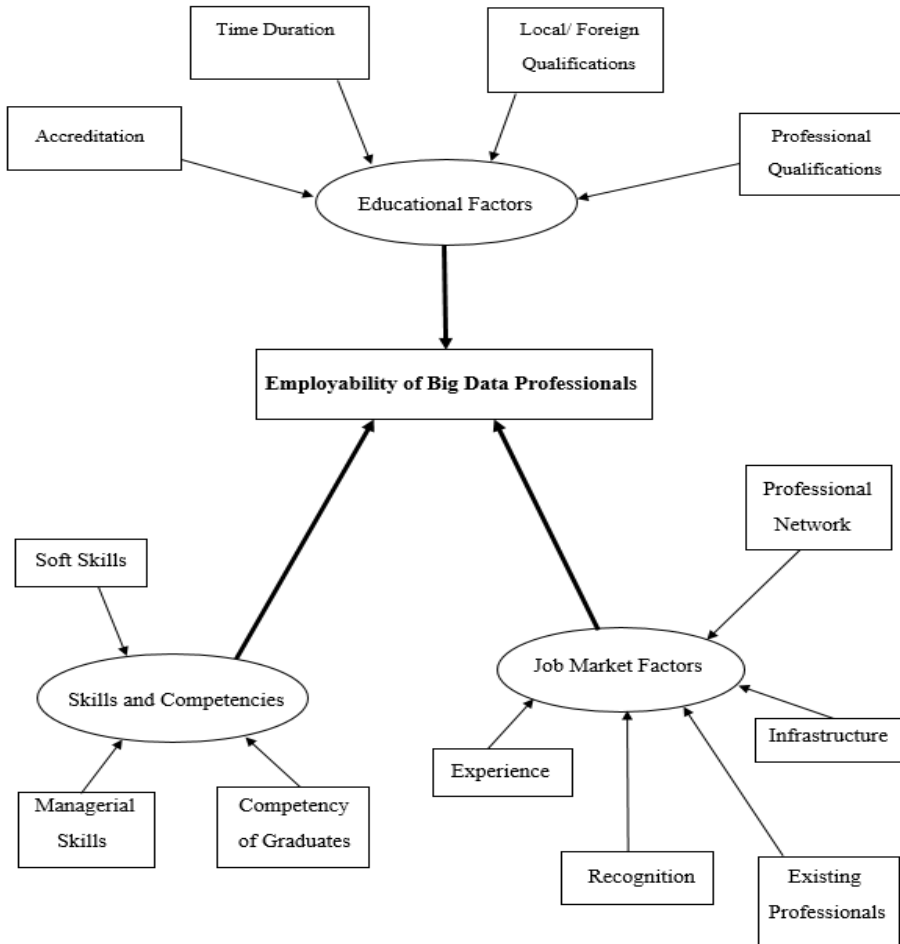 Time Duration
Local/ Foreign
Qualifications
Accreditation
Professional
Qualifications
Educational Factors
Employability of Big Data Professionals
Professional
Network
Soft Skills
Job Market Factors
Skills and Competencies
Infrastructure
Experience
Managerial
Skills
Competency
of Graduates
Recognition
Existing
Professionals